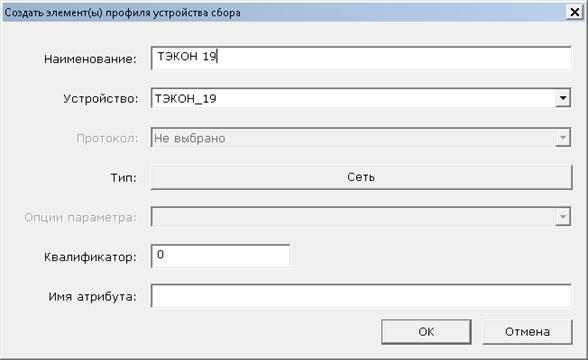 Создать элемент(ы) профиля устройства сбора
Наименование: ТЭКОН 19
Устройство: ТЭКОН_19
Протокол: Не выбрано
Тип: Сеть
Опции параметра:
Квалификатор: 0
Имя атрибута:
ОК Отмена